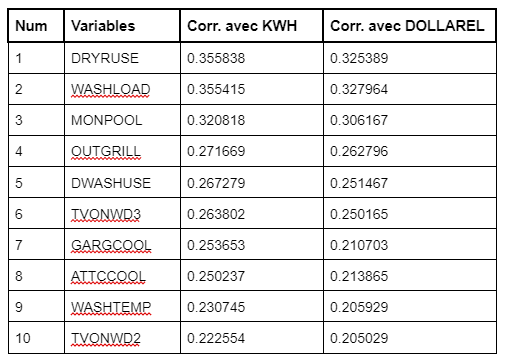 Num Variables Corr. avec KWH Corr. avec DOLLAREL
1 DRYRUSE 0.355838 0.325389
2 WASHLOAD 0.355415 0.327964
3 MONPOOL 0.320818 0.306167
4 OUTGRILL 0.271669 0.262796
5 DWASHUSE 0.267279 0.251467
6 TVONWD3 0.263802 0.250165
7 GARGCOOL 0.253653 0.210703
8 ATTCCOOL 0.250237 0.213865
9 WASHTEMP 0.230745 0.205929
10 TVONWD2 0.222554 0.205029